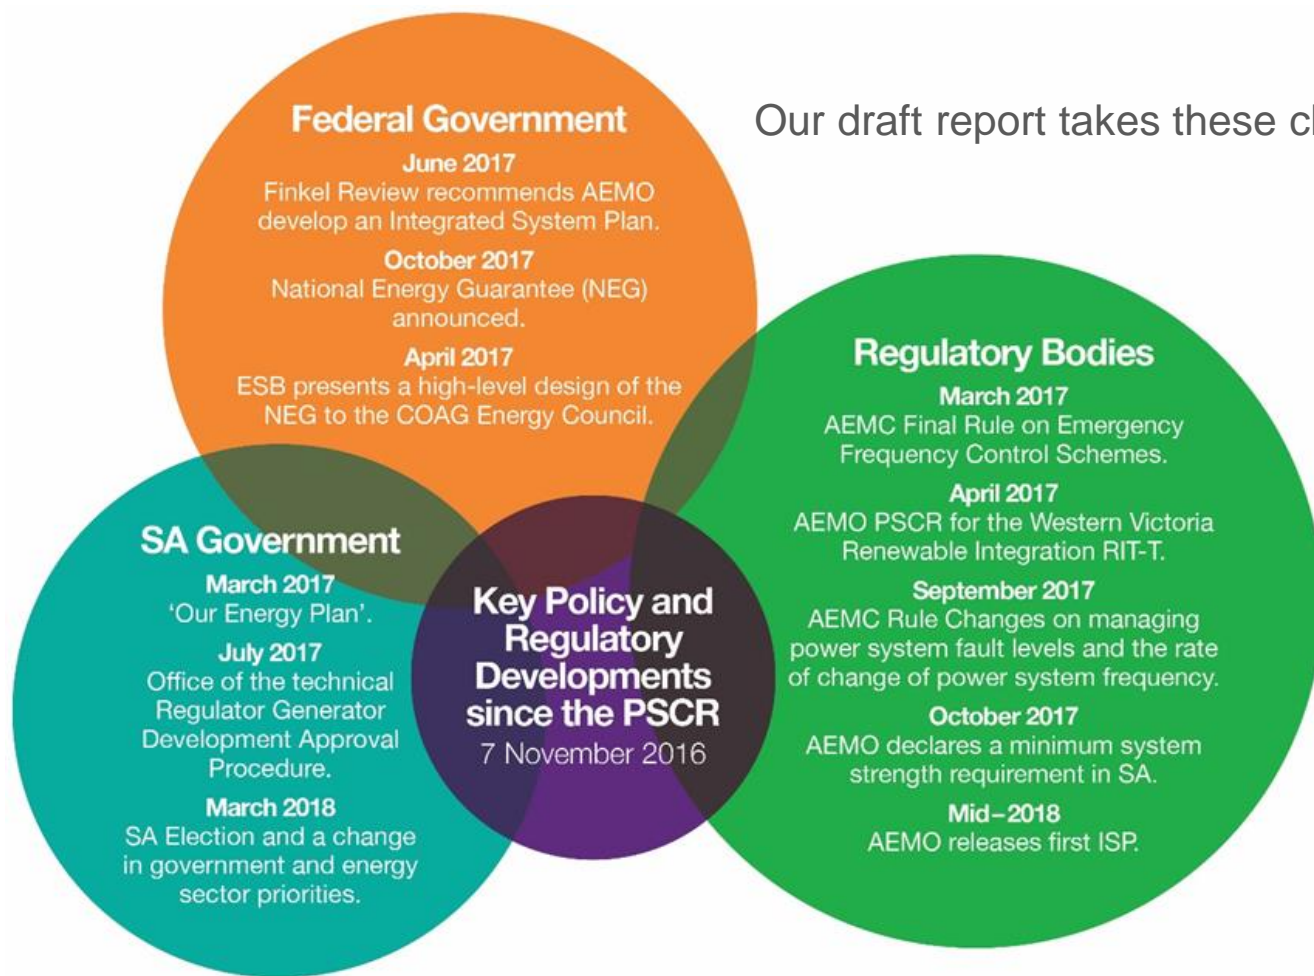 Our draft report takes these
Federal Government
June 2017
Finkel Review recommends AEMO
develop an Integrated System Plan.
October 2017
National Energy Guarantee (NEG)
announced.
April 2017
ESB presents a high-level design of the
NEG to the COAG Energy Council.
Regulatory Bodies
March 2017
AEMC Final Rule on Emergency
Frequency Control Schemes.
April 2017
AEMO PSCR for the Western Victoria
Renewable Integration RIT-T.
September 2017
AEMC Rule Changes on managing
power system fault levels and the rate
of change of power system frequency.
October 2017
AEMO declares a minimum system
strength requirement in SA.
Mid–2018
AEMO releases first ISP.
SA Government
March 2017
‘Our Energy Plan’.
July 2017
Office of the technical
Regulator Generator
Development Approval
Procedure.
March 2018
SA Election and a change
in government and energy
sector priorities.
Key Policy and
Regulatory
Developments
since the PSCR
7 November 2016